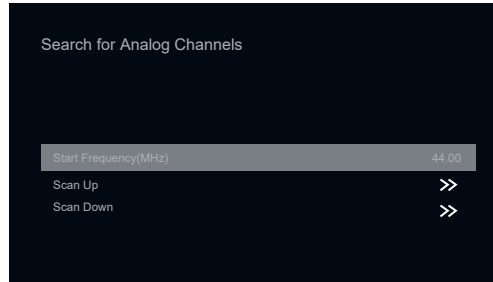 Search for Analog Channels
Start Frequency(MHz) 44.00
Scan Up
Scan Down